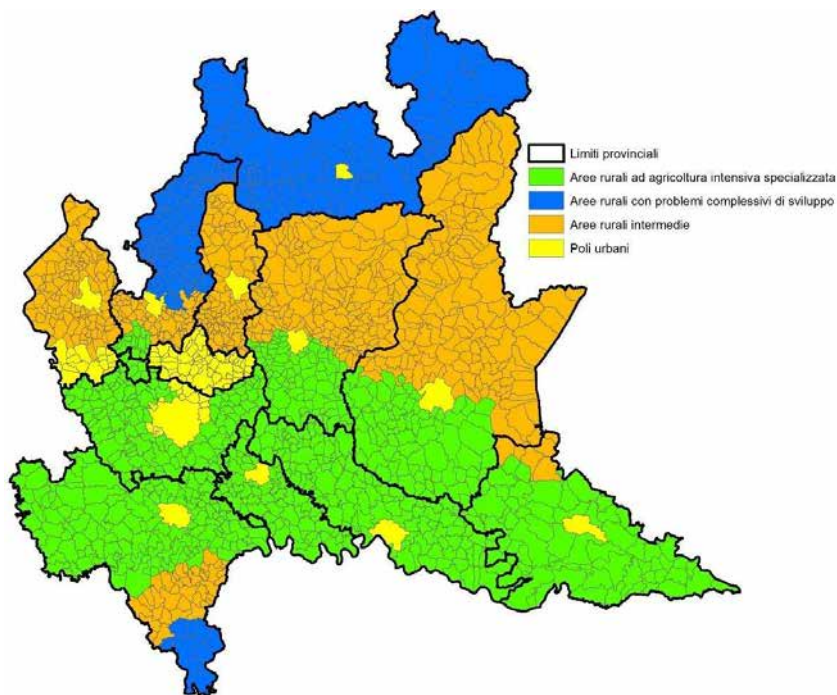 Limiti provinciali
Aree rurali ad agricoltura intensiva specializzata
Aree rurali con problemi complessivi di sviluppo
Aree rurali intermedie
Poli urbani